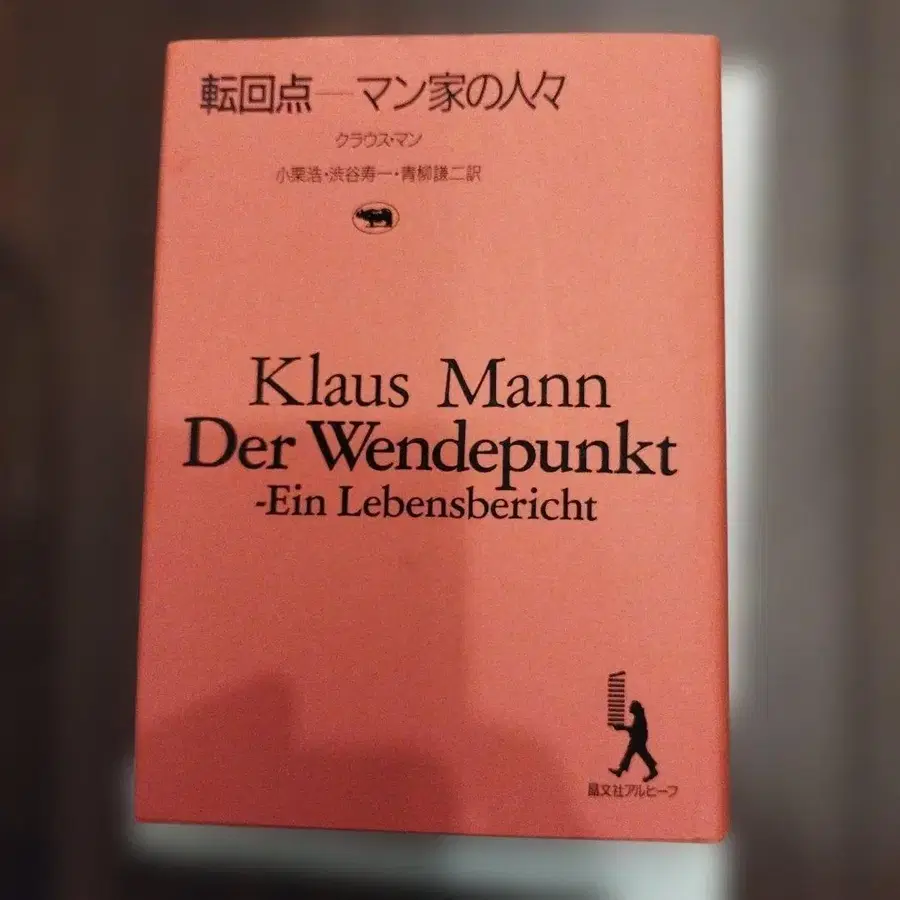 転回点―マン家の人々
クラウス・マン
小栗浩・渋谷寿一・青柳謙二訳
Klaus Mann
Der Wendepunkt
-Ein Lebensbericht
晶文社アルヒーフ